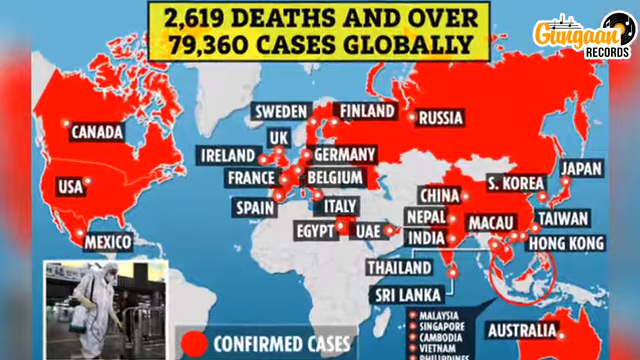 2,619 DEATHS AND OVER
79,360 CASES GLOBALLY
Gungaan
RECORDS
CANADA
USA
MEXICO
SWEDEN
FINLAND
RUSSIA
UK
IRELAND
GERMANY
FRANCE
BELGIUM
SPAIN
ITALY
EGYPT
UAE
CHINA
NEPAL
INDIA
S. KOREA
JAPAN
MACAU
TAIWAN
HONG KONG
THAILAND
SRI LANKA
MALAYSIA
SINGAPORE
CAMBODIA
VIETNAM
PHILIPPINES
AUSTRALIA
CONFIRMED CASES